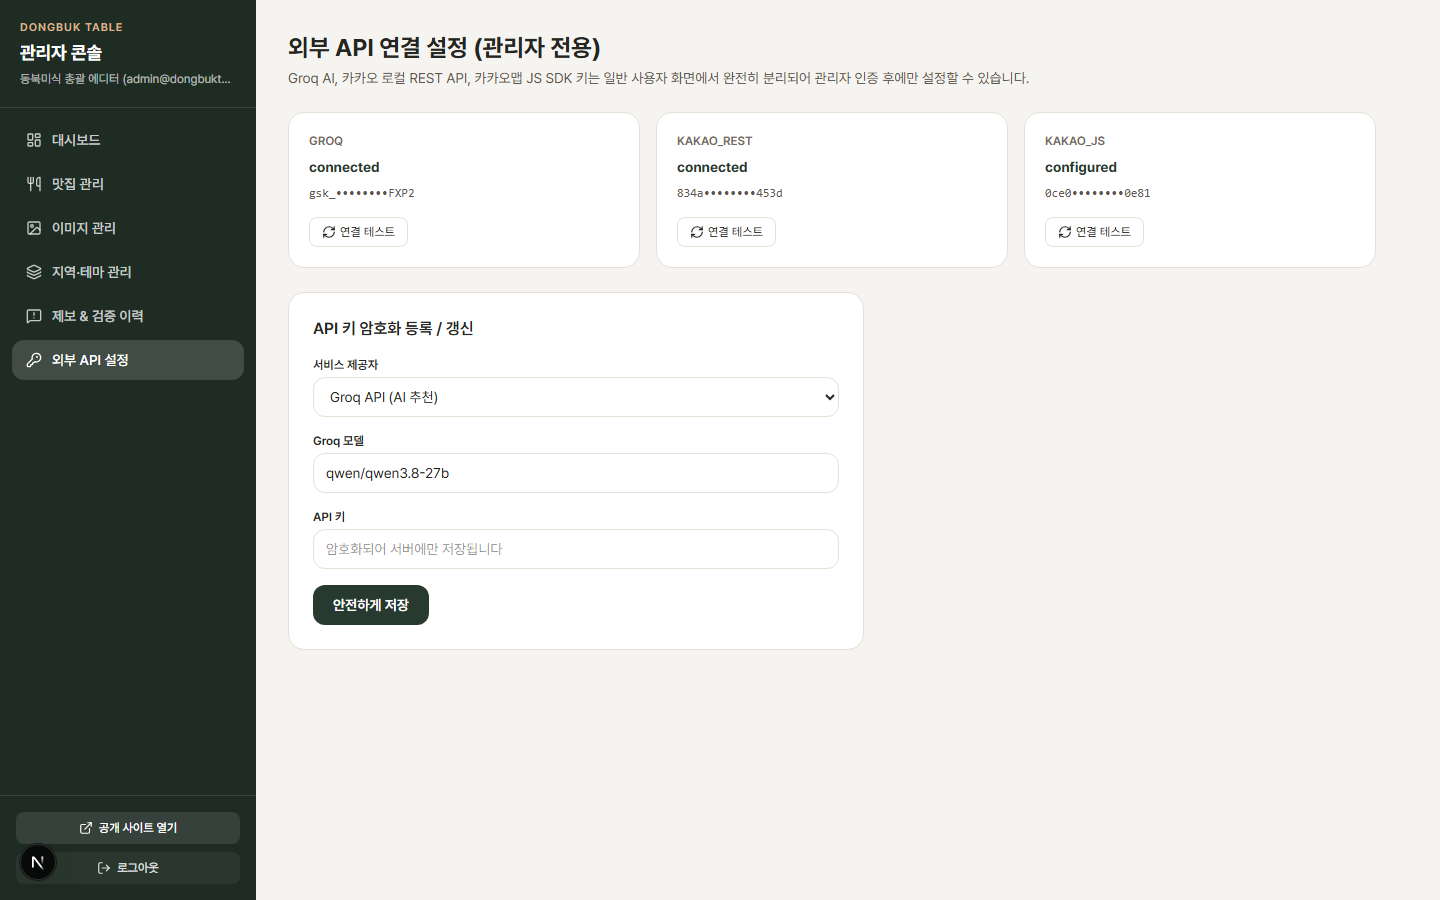 DONGBUK TABLE
관리자 콘솔
동북미식 총괄 에디터 (admin@dongbukt...
대시보드
맛집 관리
이미지 관리
지역·테마 관리
제보 & 검증 이력
외부 API 설정
공개 사이트 열기
로그아웃
외부 API 연결 설정 (관리자 전용)
Groq AI, 카카오 로컬 REST API, 카카오맵 JS SDK 키는 일반 사용자 화면에서 완전히 분리되어 관리자 인증 후에만 설정할 수 있습니다.
GROQ
connected
gsk_••••••••FXP2
연결 테스트
KAKAO_REST
connected
834a••••••••453d
연결 테스트
KAKAO_JS
configured
0ce0••••••••0e81
연결 테스트
API 키 암호화 등록 / 갱신
서비스 제공자
Groq API (AI 추천)
Groq 모델
qwen/qwen3.8-27b
API 키
암호화되어 서버에만 저장됩니다
안전하게 저장